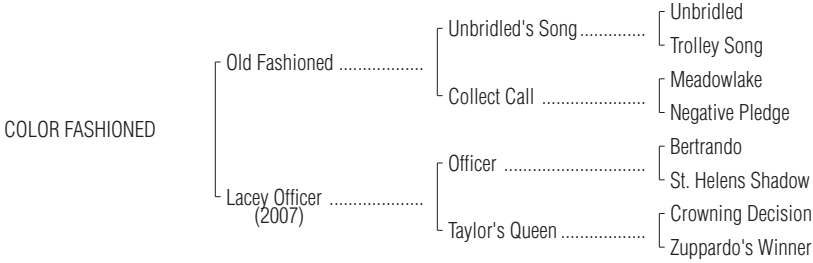 Unbridled
Unbridled's Song..............
Trolley Song
Old Fashioned ..................
Meadowlake
Collect Call ......................
Negative Pledge
COLOR FASHIONED
Bertrando
Officer ..............................
St. Helens Shadow
Lacey Officer ....................
(2007)
Crowning Decision
Taylor's Queen ..................
Zuppardo's Winner